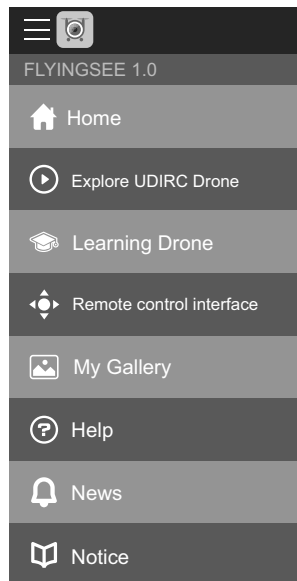 FLYINGSEE 1.0
Home
Explore UDIRC Drone
Learning Drone
Remote control interface
My Gallery
Help
News
Notice